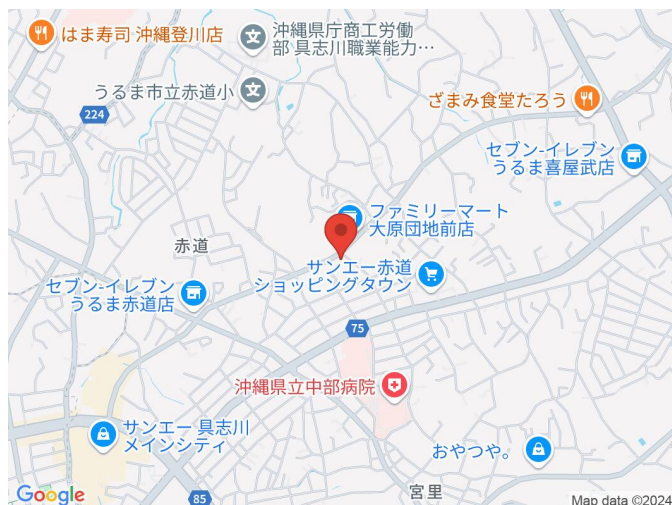 はま寿司 沖縄登川店
沖縄県庁商工労働
部 具志川職業能力…
うるま市立赤道小
224
ざまみ食堂たろう
セブン-イレブン
うるま喜屋武店
ファミリーマート
大原団地前店
赤道
サンエー赤道
ショッピングタウン
セブン-イレブン
うるま赤道店
75
沖縄県立中部病院
サンエー 具志川
メインシティ
おやつや。
85
宮里
Google
Map data ©2024